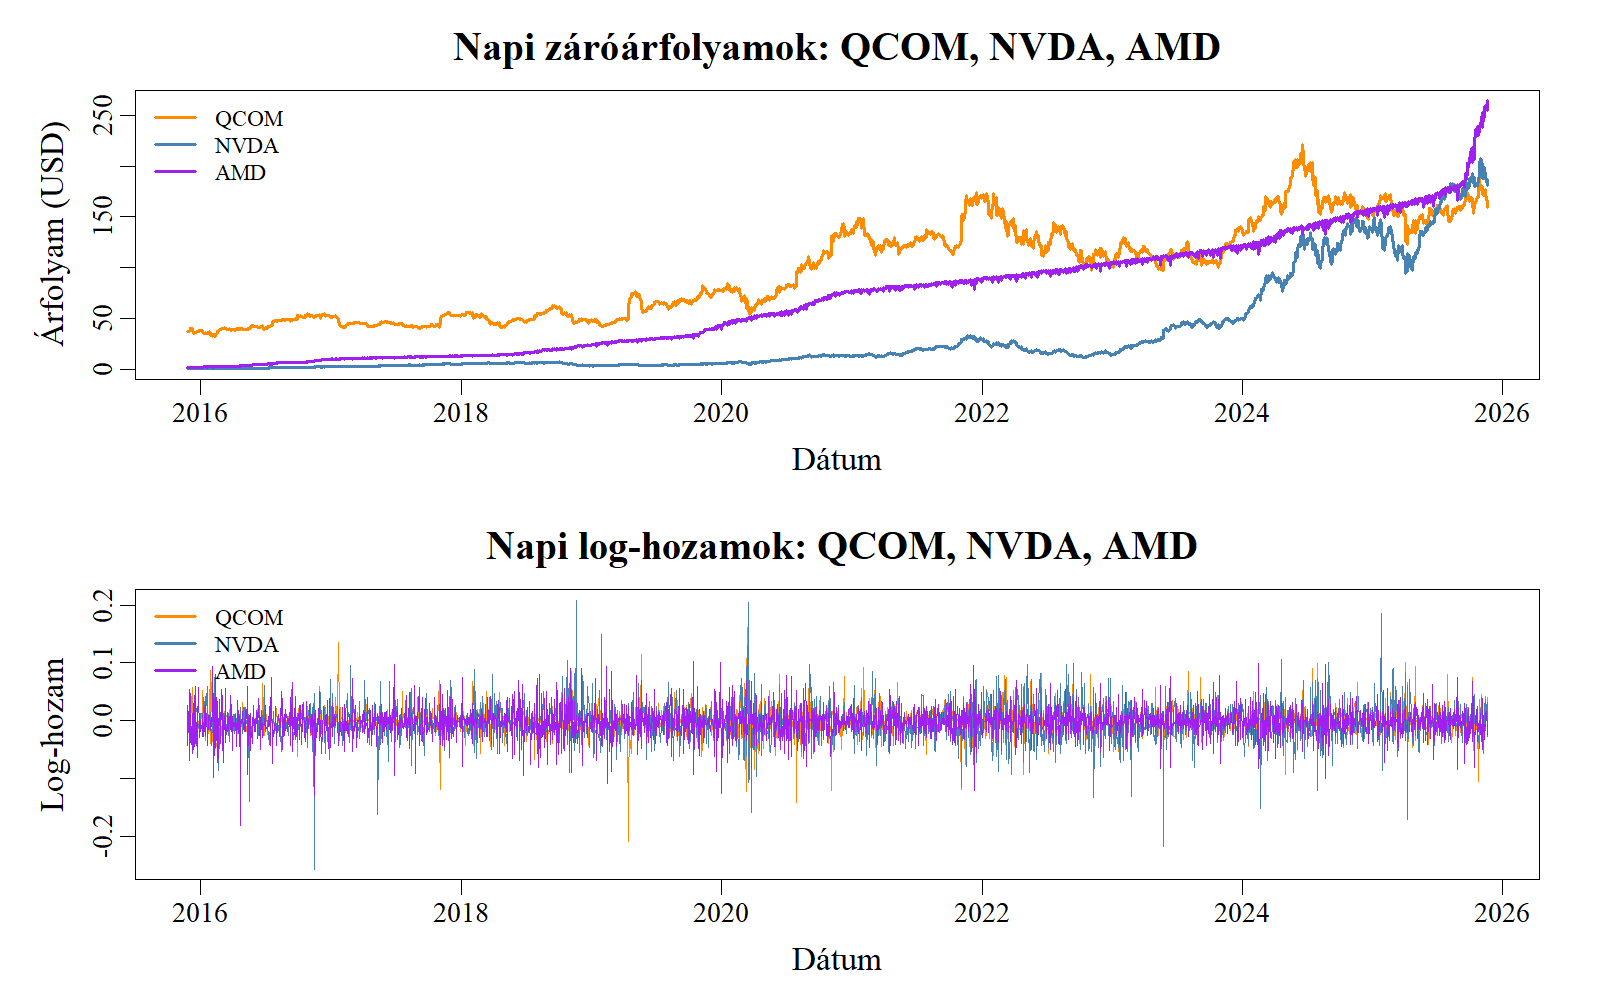 Napi záróárfolyamok: QCOM, NVDA, AMD
Árfolyam (USD)
250
150
50
0
QCOM
NVDA
AMD
2016 2018 2020 2022 2024 2026
Dátum
Napi log-hozamok: QCOM, NVDA, AMD
Log-hozam
0.2
0.1
0.0
-0.2
QCOM
NVDA
AMD
2016 2018 2020 2022 2024 2026
Dátum